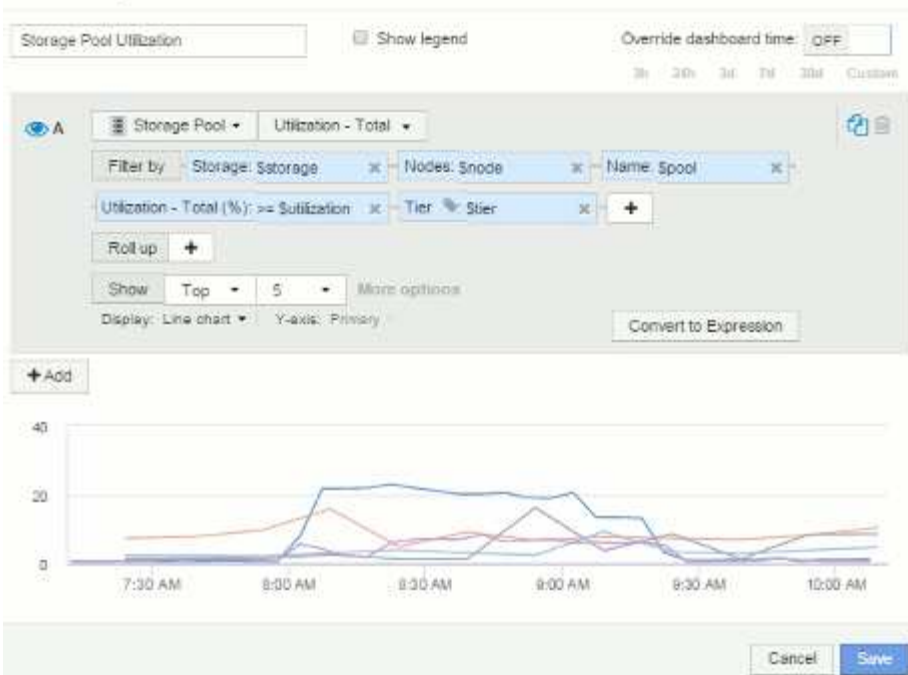 Storage Pool Utilization Show legend Override dashboard time: OFF
3h 24h 3d 7d 30d Custom
A Storage Pool Utilization - Total
Filter by Storage: $storage Nodes: $node Name: $pool
Utilization - Total (%): >= $utilization Tier $tier +
Roll up +
Show Top 5 More options
Display: Line chart Y-axis: Primary
Convert to Expression
+ Add
40
20
0
7:30 AM 8:00 AM 8:30 AM 9:00 AM 9:30 AM 10:00 AM
Cancel Save